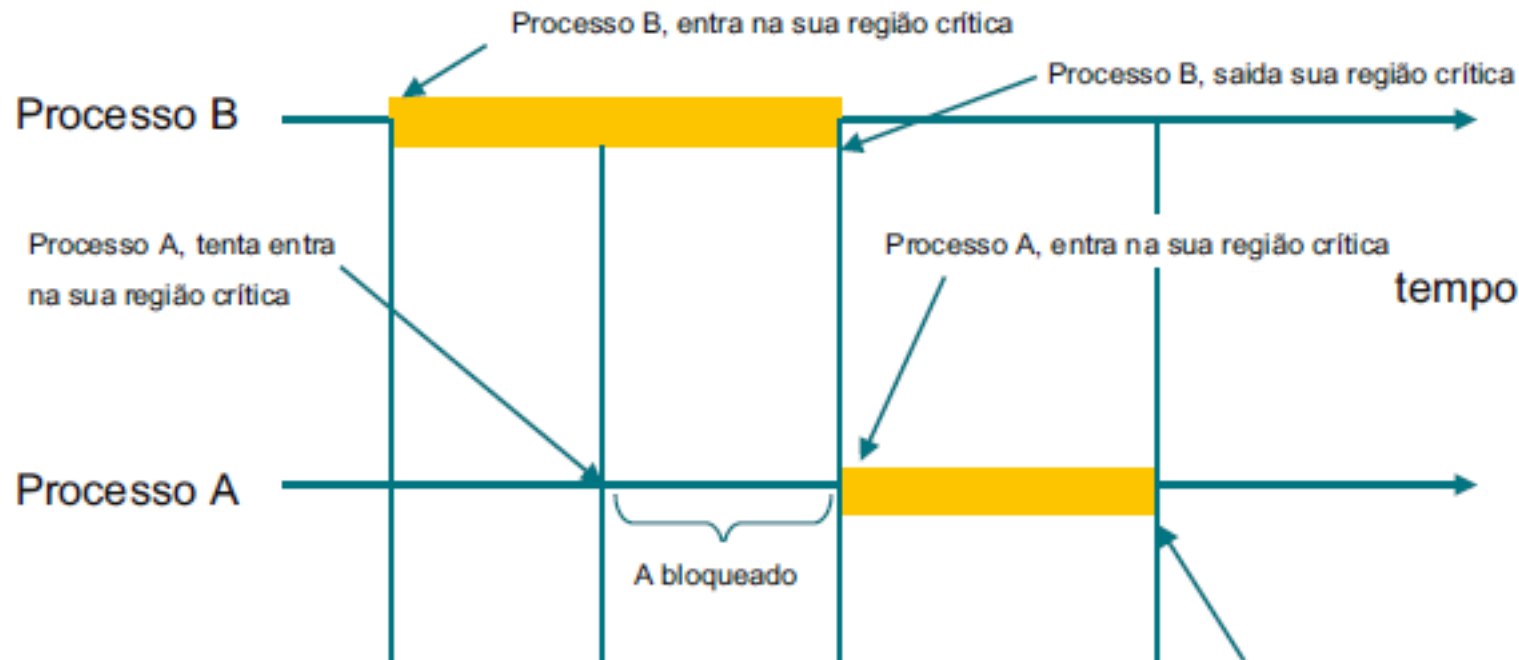 Processo B, entra na sua região crítica
Processo B, saida sua região crítica
Processo B
Processo A, tenta entra
na sua região crítica
Processo A, entra na sua região crítica
tempo
Processo A
A bloqueado